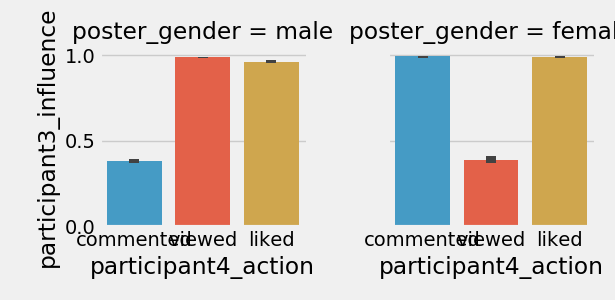 poster_gender = male
poster_gender = femal
participant3_influence
1.0
0.5
0.0
commented viewed liked
commented viewed liked
participant4_action
participant4_action